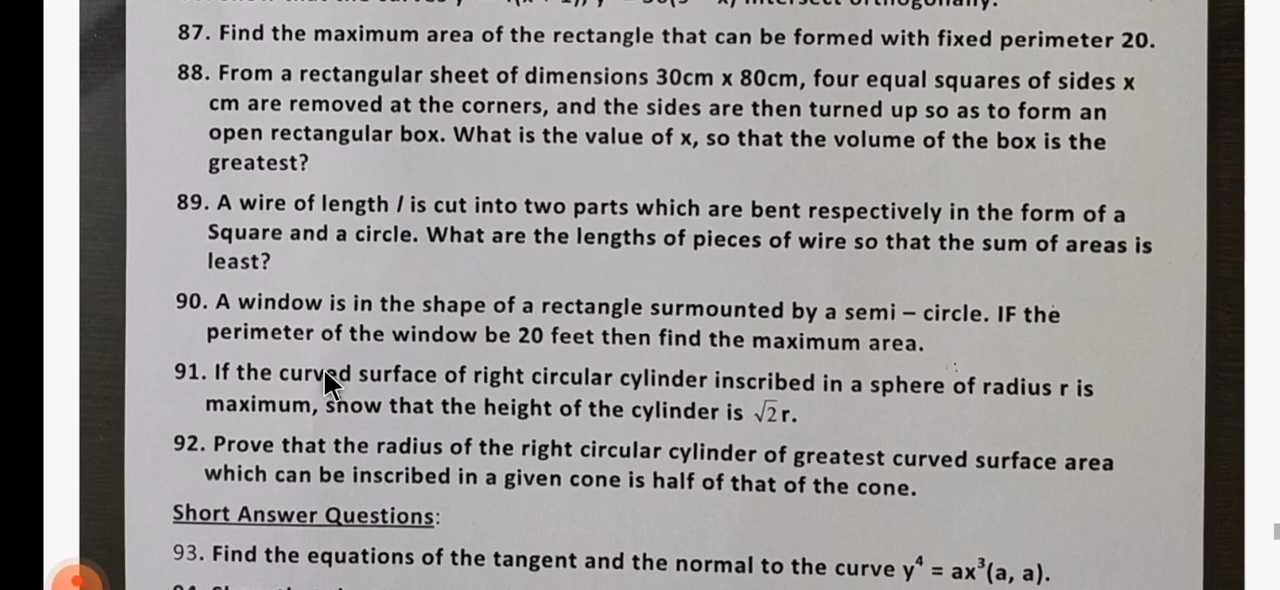 87. Find the maximum area of the rectangle that can be formed with fixed perimeter 20.
88. From a rectangular sheet of dimensions 30cm x 80cm, four equal squares of sides x
cm are removed at the corners, and the sides are then turned up so as to form an
open rectangular box. What is the value of x, so that the volume of the box is the
greatest?
89. A wire of length l is cut into two parts which are bent respectively in the form of a
Square and a circle. What are the lengths of pieces of wire so that the sum of areas is
least?
90. A window is in the shape of a rectangle surmounted by a semi – circle. IF the
perimeter of the window be 20 feet then find the maximum area.
91. If the curved surface of right circular cylinder inscribed in a sphere of radius r is
maximum, show that the height of the cylinder is √2r.
92. Prove that the radius of the right circular cylinder of greatest curved surface area
which can be inscribed in a given cone is half of that of the cone.
Short Answer Questions:
93. Find the equations of the tangent and the normal to the curve y⁴ = ax³(a, a).